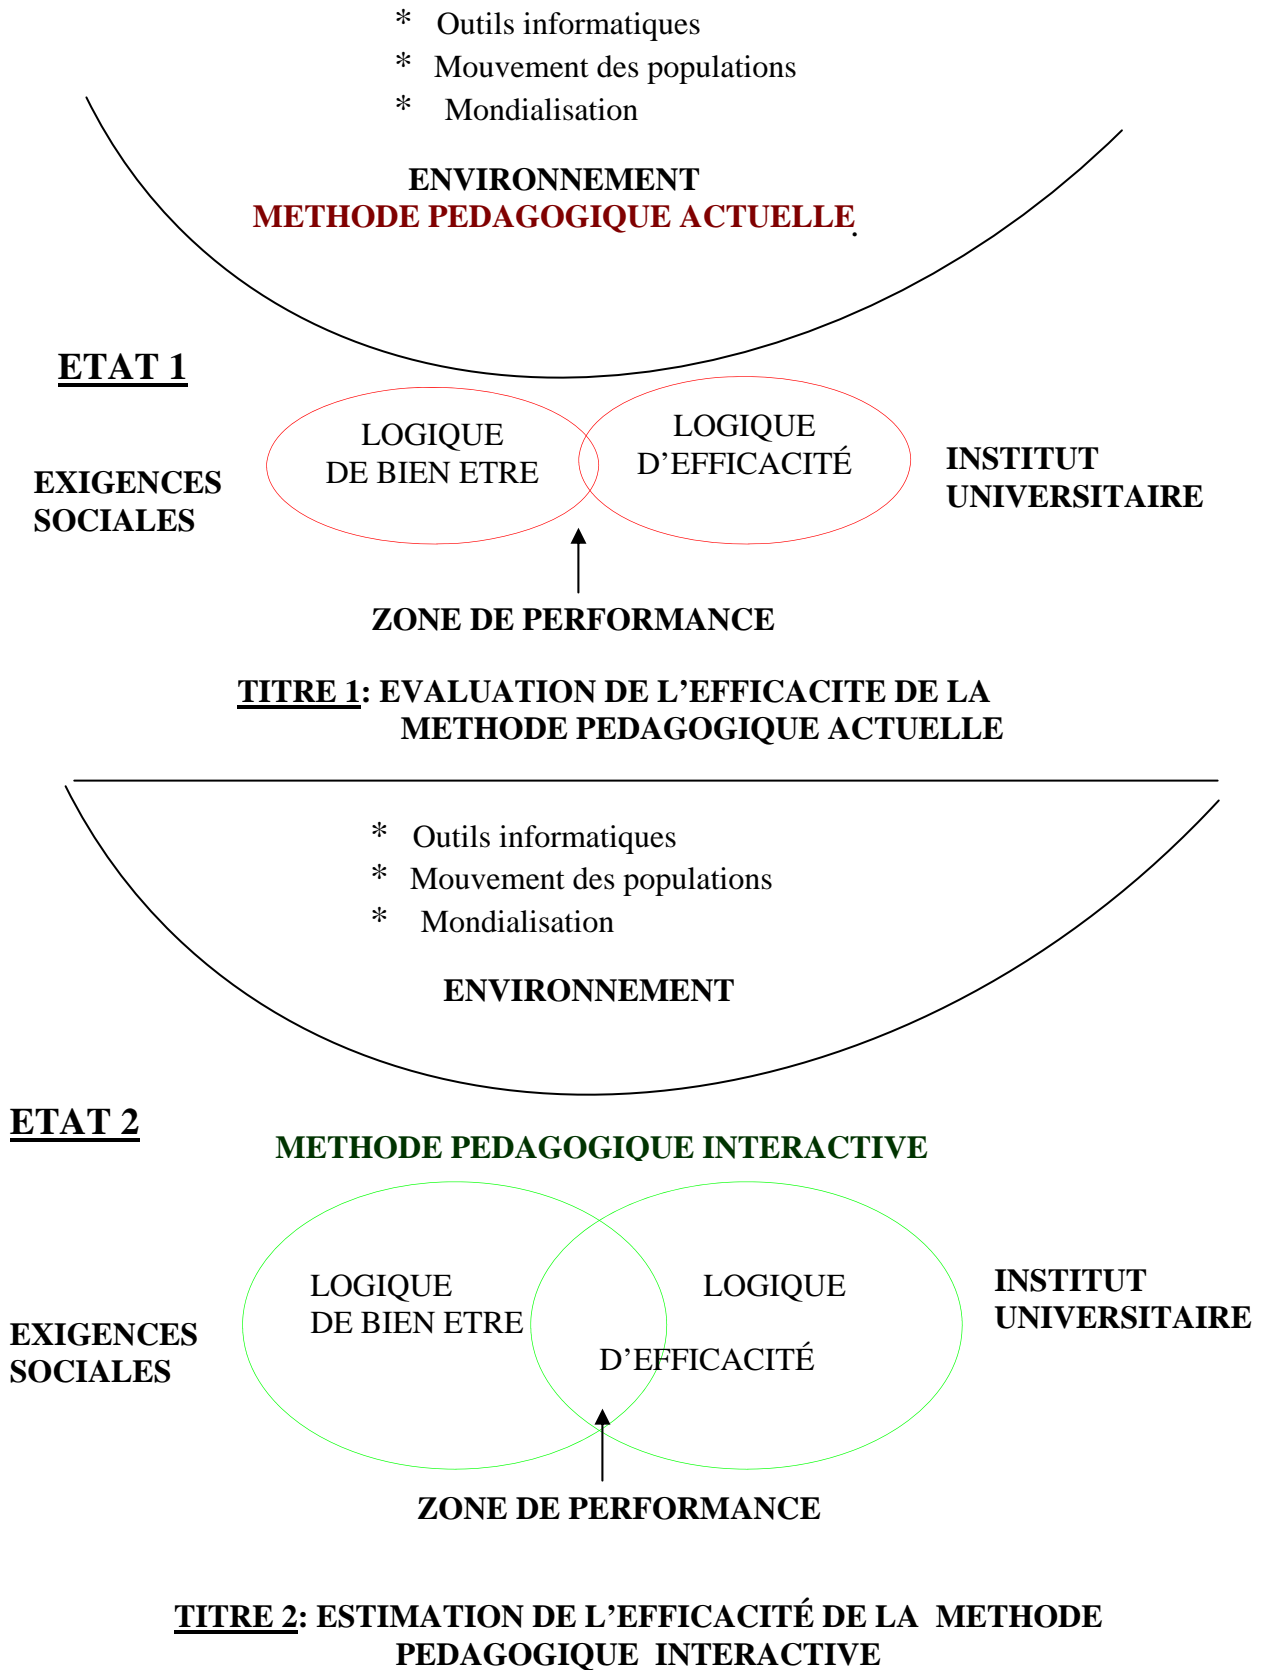 * Outils informatiques
* Mouvement des populations
* Mondialisation
ENVIRONNEMENT
METHODE PEDAGOGIQUE ACTUELLE.
ETAT 1
LOGIQUE
DE BIEN ETRE
LOGIQUE
D’EFFICACITÉ
EXIGENCES
SOCIALES
INSTITUT
UNIVERSITAIRE
ZONE DE PERFORMANCE
TITRE 1: EVALUATION DE L’EFFICACITE DE LA
METHODE PEDAGOGIQUE ACTUELLE
* Outils informatiques
* Mouvement des populations
* Mondialisation
ENVIRONNEMENT
ETAT 2
METHODE PEDAGOGIQUE INTERACTIVE
LOGIQUE
DE BIEN ETRE
LOGIQUE
D’EFFICACITÉ
EXIGENCES
SOCIALES
INSTITUT
UNIVERSITAIRE
ZONE DE PERFORMANCE
TITRE 2: ESTIMATION DE L’EFFICACITÉ DE LA METHODE
PEDAGOGIQUE INTERACTIVE